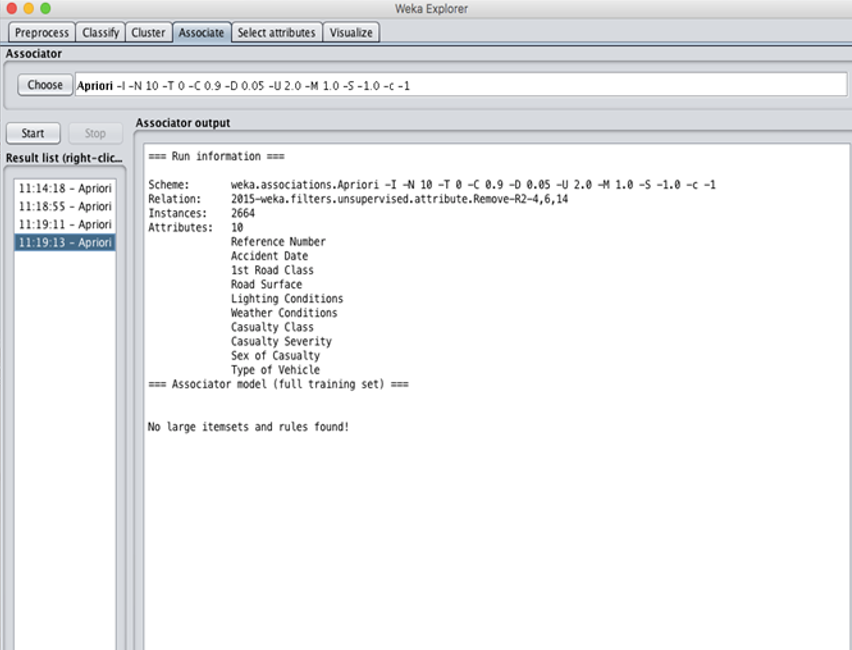 Weka Explorer
Preprocess Classify Cluster Associate Select attributes Visualize
Associator
Choose Apriori -I -N 10 -T 0 -C 0.9 -D 0.05 -U 2.0 -M 1.0 -S -1.0 -c -1
Start Stop
Result list (right-clic...
11:14:18 - Apriori
11:18:55 - Apriori
11:19:11 - Apriori
11:19:13 - Apriori
Associator output
=== Run information ===
Scheme: weka.associations.Apriori -I -N 10 -T 0 -C 0.9 -D 0.05 -U 2.0 -M 1.0 -S -1.0 -c -1
Relation: 2015-weka.filters.unsupervised.attribute.Remove-R2-4,6,14
Instances: 2664
Attributes: 10
Reference Number
Accident Date
1st Road Class
Road Surface
Lighting Conditions
Weather Conditions
Casualty Class
Casualty Severity
Sex of Casualty
Type of Vehicle
=== Associator model (full training set) ===
No large itemsets and rules found!